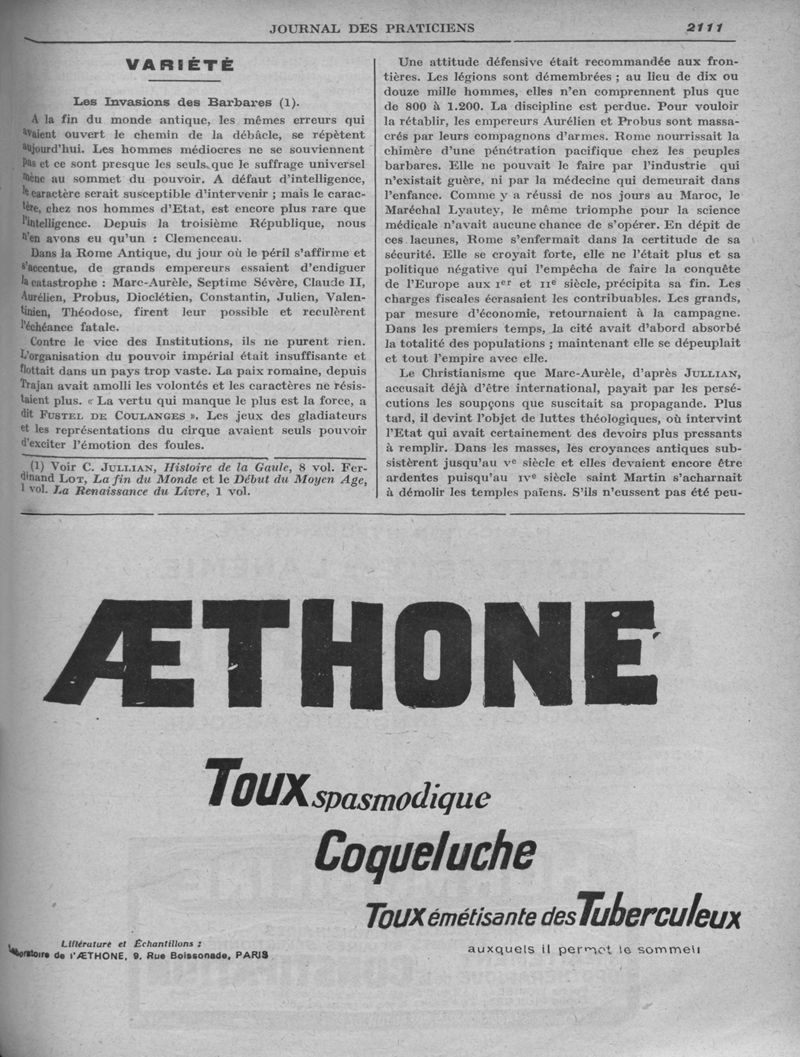 JOURNAL DES PRATICIENS
2111
VARIÉTÉ
Les Invasions des Barbares (1).
A la fin du monde antique, les mêmes erreurs qui
avaient ouvert le chemin de la débâcle, se répètent
aujourd'hui. Les hommes médiocres ne se souviennent
pas et ce sont presque les seuls que le suffrage universel
mène au sommet du pouvoir. A défaut d'intelligence,
le caractère serait susceptible d'intervenir ; mais le carac-
tère, chez nos hommes d'Etat, est encore plus rare que
l'intelligence. Depuis la troisième République, nous
n'en avons eu qu'un : Clemenceau.
Dans la Rome Antique, du jour où le péril s'affirme et
s'accentue, de grands empereurs essaient d'endiguer
la catastrophe : Marc-Aurèle, Septime Sévère, Claude II,
Aurélien, Probus, Dioclétien, Constantin, Julien, Valen-
tinien, Théodose, firent leur possible et reculèrent
l'échéance fatale.
Contre le vice des Institutions, ils ne purent rien.
L'organisation du pouvoir impérial était insuffisante et
flottait dans un pays trop vaste. La paix romaine, depuis
Trajan avait amolli les volontés et les caractères ne résis-
taient plus. « La vertu qui manque le plus est la force, a
dit FUSTEL DE COULANGES ». Les jeux des gladiateurs
et les représentations du cirque avaient seuls pouvoir
d'exciter l'émotion des foules.
(1) Voir C. JULLIAN, Histoire de la Gaule, 8 vol. Fer-
dinand LOT, La fin du Monde et le Début du Moyen Age,
1 vol. La Renaissance du Livre, 1 vol.
Une attitude défensive était recommandée aux fron-
tières. Les légions sont démembrées ; au lieu de dix ou
douze mille hommes, elles n'en comprennent plus que
de 800 à 1.200. La discipline est perdue. Pour vouloir
la rétablir, les empereurs Aurélien et Probus sont massa-
crés par leurs compagnons d'armes. Rome nourrissait la
chimère d'une pénétration pacifique chez les peuples
barbares. Elle ne pouvait le faire par l'industrie qui
n'existait guère, ni par la médecine qui demeurait dans
l'enfance. Comme y a réussi de nos jours au Maroc, le
Maréchal Lyautey, le même triomphe pour la science
médicale n'avait aucune chance de s'opérer. En dépit de
ces lacunes, Rome s'enfermait dans la certitude de sa
sécurité. Elle se croyait forte, elle ne l'était plus et sa
politique négative qui l'empêcha de faire la conquête
de l'Europe aux Ier et IIe siècle, précipita sa fin. Les
charges fiscales écrasaient les contribuables. Les grands,
par mesure d'économie, retournaient à la campagne.
Dans les premiers temps, la cité avait d'abord absorbé
la totalité des populations ; maintenant elle se dépeuplait
et tout l'empire avec elle.
Le Christianisme que Marc-Aurèle, d'après JULLIAN,
accusait déjà d'être international, payait par les persé-
cutions les soupçons que suscitait sa propagande. Plus
tard, il devint l'objet de luttes théologiques, où intervint
l'Etat qui avait certainement des devoirs plus pressants
à remplir. Dans les masses, les croyances antiques sub-
sistèrent jusqu'au Ve siècle et elles devaient encore être
ardentes puisqu'au IVe siècle saint Martin s'acharnait
à démolir les temples païens. S'ils n'eussent pas été peu-
ÆTHONE
Toux spasmodique
Coqueluche
Toux émétisante des Tuberculeux
auxquels il permet le sommeil
Littérature et Échantillons :
Laboratoire de l'ÆTHONE, 9, Rue Boissonade, PARIS